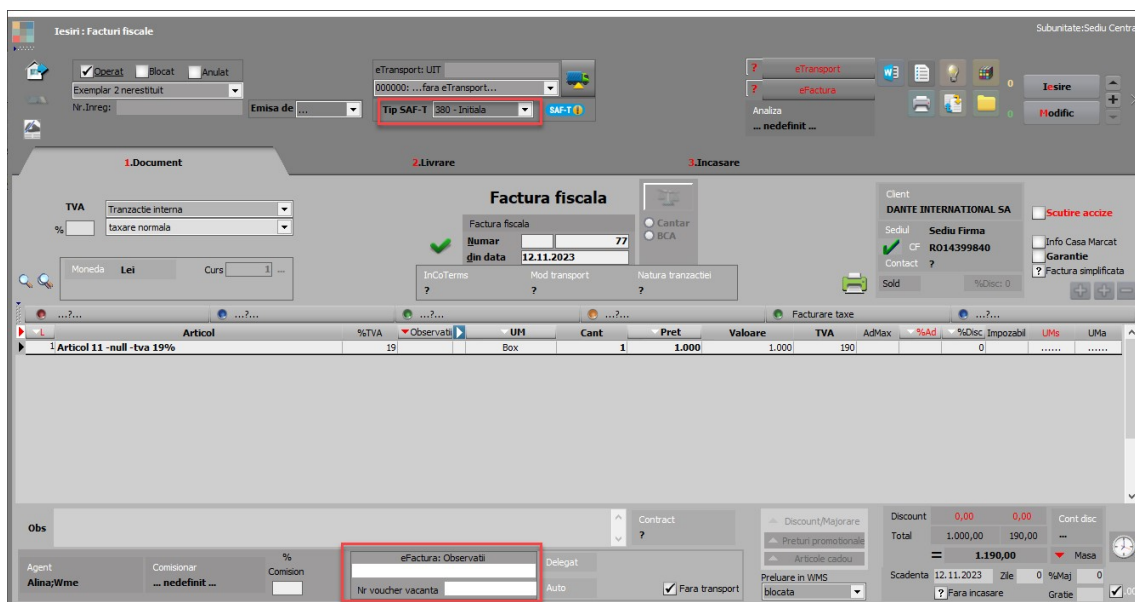 Iesiri : Facturi fiscale
Subunitate:Sediu Centra
Operat Blocat Anulat
Exemplar 2 nerestituit
Nr.Inreg: Emisa de ...
eTransport: UIT
000000: ...fara eTransport...
Tip SAF-T 380 - Initiala SAF-T
? eTransport
? eFactura
Analiza
... nedefinit ...
0
0
Iesire
Modific
1.Document 2.Livrare 3.Incasare
TVA Tranzactie interna
% taxare normala
Moneda Lei Curs 1 ...
Factura fiscala
Factura fiscala
Numar 77
din data 12.11.2023
Cantar
BCA
InCoTerms Mod transport Natura tranzactiei
? ? ?
Client
DANTE INTERNATIONAL SA
Sediul Sediu Firma
CF RO14399840
Contact ?
Sold %Disc: 0
Scutire accize
Info Casa Marcat
Garantie
? Factura simplificata
...?... ...?... ...?... ...?... Facturare taxe ...?...
L Articol %TVA Observatii UM Cant Pret Valoare TVA AdMax %Ad %Disc Impozabil UMs UMa
1 Articol 11 -null -tva 19% 19 Box 1 1.000 1.000 190 0 ...... ......
Obs
Contract
?
Agent
Alina;Wme
Comisionar
... nedefinit ...
%
Comision
eFactura: Observatii
Nr voucher vacanta
Delegat
Auto
Fara transport
Discount/Majorare
Preturi promotionale
Articole cadou
Preluare in WMS
blocata
Discount 0,00 0,00 Cont disc
Total 1.000,00 190,00 ...
= 1.190,00 Masa
Scadenta 12.11.2023 Zile 0 %Maj 0
? Fara incasare Gratie